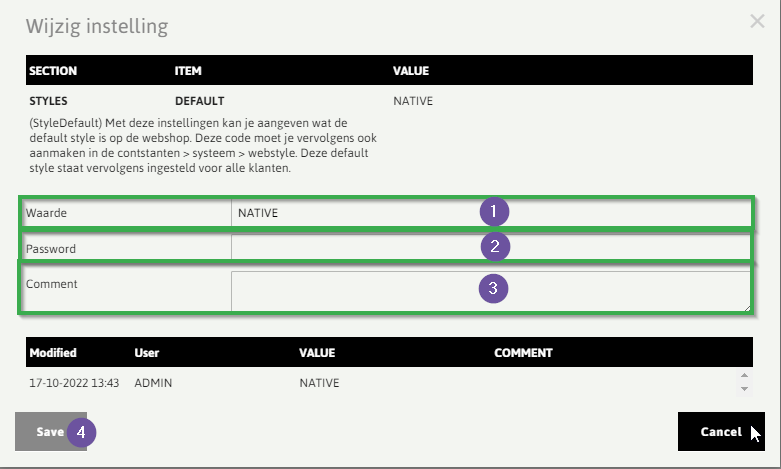 Wijzig instelling
SECTION ITEM VALUE
STYLES DEFAULT NATIVE
(StyleDefault) Met deze instellingen kan je aangeven wat de
default style is op de webshop. Deze code moet je vervolgens ook
aanmaken in de contstanten > systeem > webstyle. Deze default
style staat vervolgens ingesteld voor alle klanten.
Waarde NATIVE 1
Password 2
Comment 3
Modified User VALUE COMMENT
17-10-2022 13:43 ADMIN NATIVE
Save 4 Cancel